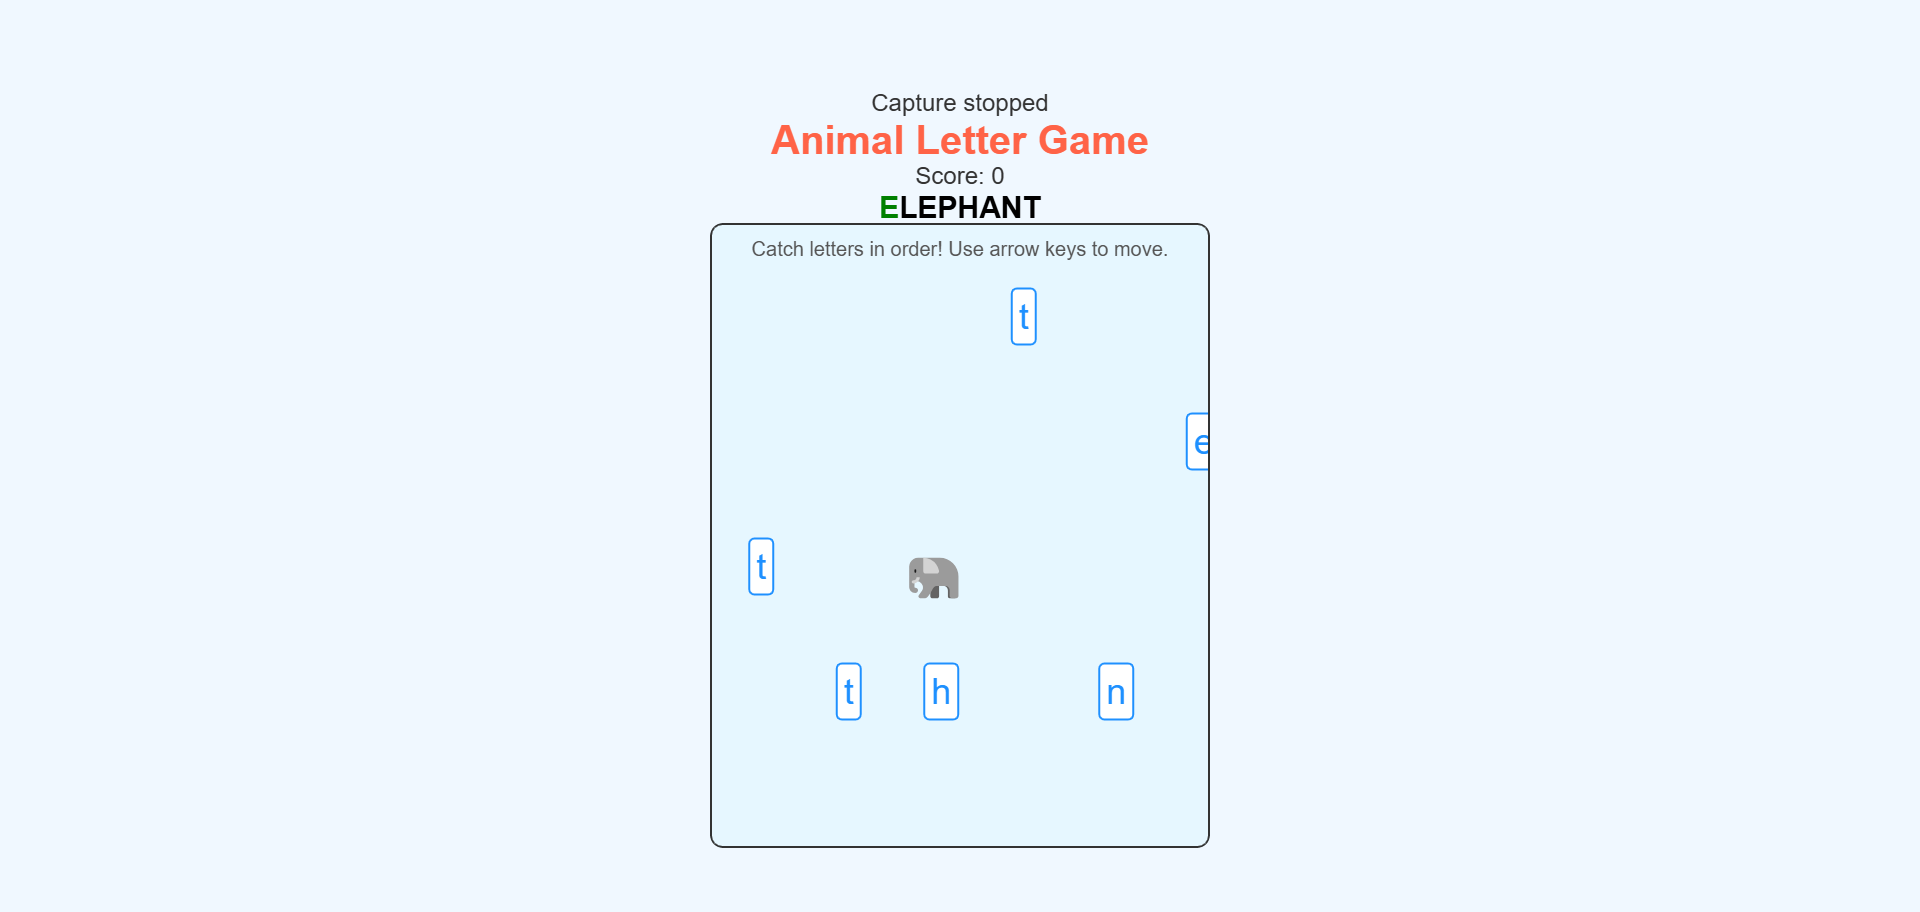 Capture stopped
Animal Letter Game
Score: 0
ELEPHANT
Catch letters in order! Use arrow keys to move.
t
e
t
t h n